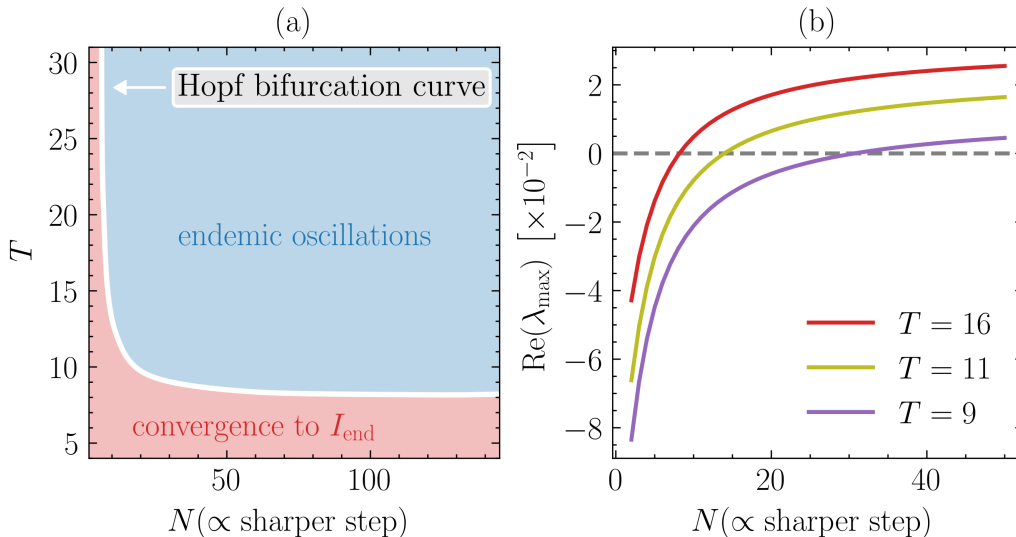 (a)
30
25
20
15
10
5
T
Hopf bifurcation curve
endemic oscillations
convergence to I_end
50
100
N(∝ sharper step)
(b)
2
0
−2
−4
−6
−8
Re(λ_max) [×10⁻²]
T = 16
T = 11
T = 9
0
20
40
N(∝ sharper step)